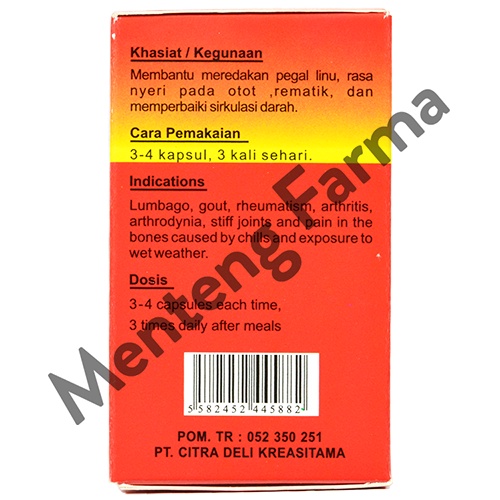 Khasiat / Kegunaan
Membantu meredakan pegal linu, rasa
nyeri pada otot ,rematik, dan
memperbaiki sirkulasi darah.
Cara Pemakaian
3-4 kapsul, 3 kali sehari.
Indications
Lumbago, gout, rheumatism, arthritis,
arthrodynia, stiff joints and pain in the
bones caused by chills and exposure to
wet weather.
Dosis
3-4 capsules each time,
3 times daily after meals
5 582452 445882
POM. TR : 052 350 251
PT. CITRA DELI KREASITAMA
Menteng Farma